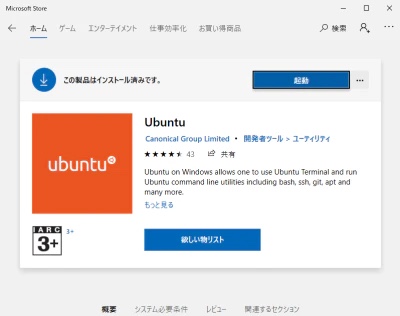 Microsoft Store
ホーム ゲーム エンターテイメント 仕事効率化 お買い得商品 検索
この製品はインストール済みです。 起動
ubuntu
Ubuntu
Canonical Group Limited • 開発者ツール > ユーティリティ
43 共有
Ubuntu on Windows allows one to use Ubuntu Terminal and run
Ubuntu command line utilities including bash, ssh, git, apt and
many more.
もっと見る
IARC
3+
3+
欲しい物リスト
概要 システム必要条件 レビュー 関連するセクション